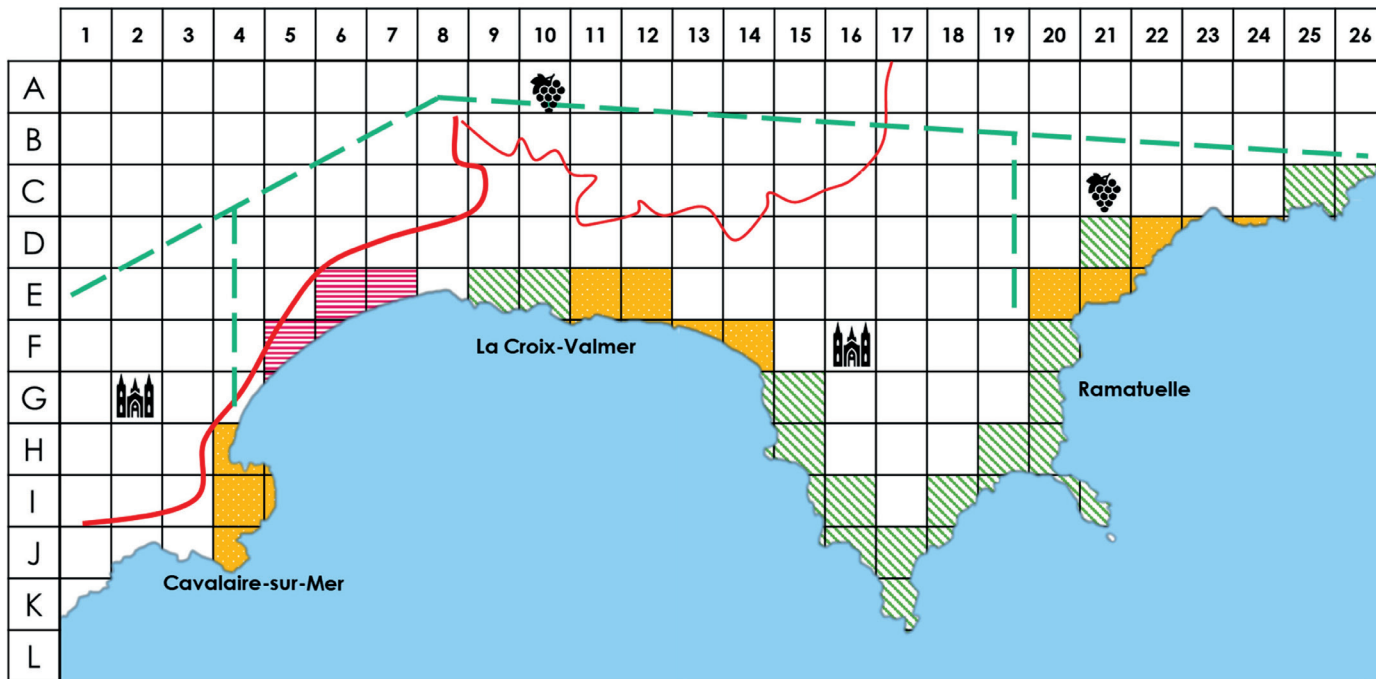 1 2 3 4 5 6 7 8 9 10 11 12 13 14 15 16 17 18 19 20 21 22 23 24 25 26
A
B
C
D
E
F
La Croix-Valmer
G
Ramatuelle
H
I
J
Cavalaire-sur-Mer
K
L